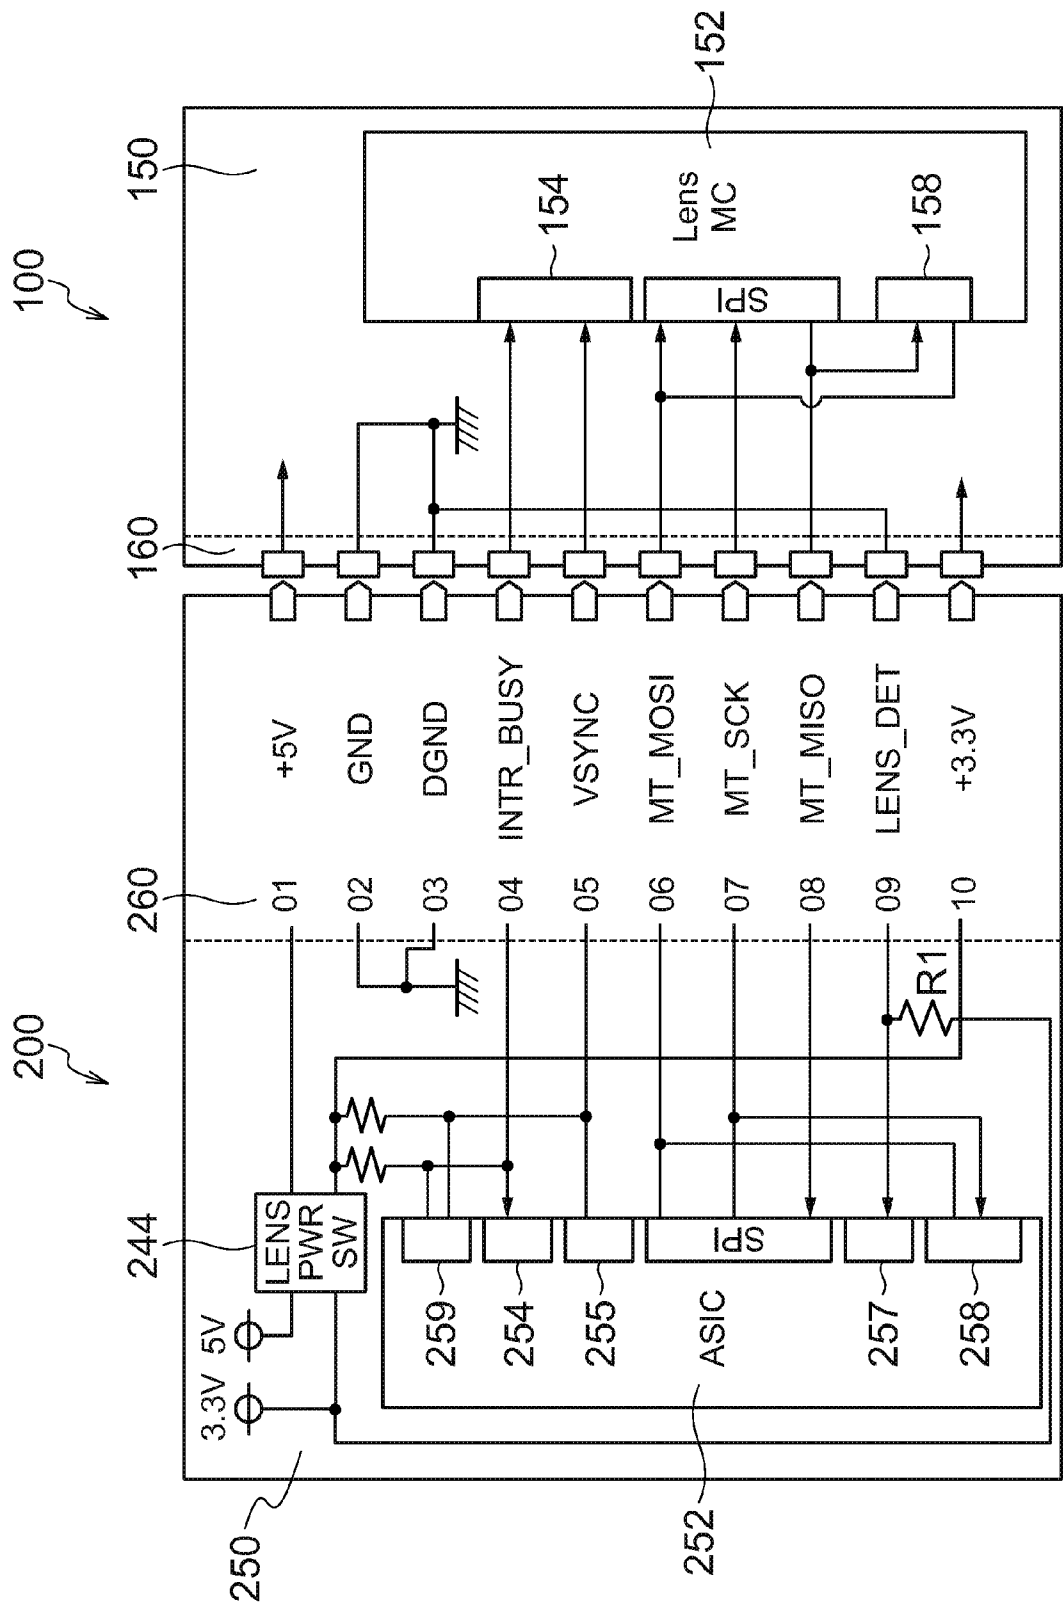 100
150
152
154
Lens
MC
SPI
158
160
200
260
01 +5V
02 GND
03 DGND
04 INTR_BUSY
05 VSYNC
06 MT_MOSI
07 MT_SCK
08 MT_MISO
09 LENS_DET
10 +3.3V
R1
244
LENS
PWR
SW
5V
3.3V
259
254
255
SPI
ASIC
257
258
250
252